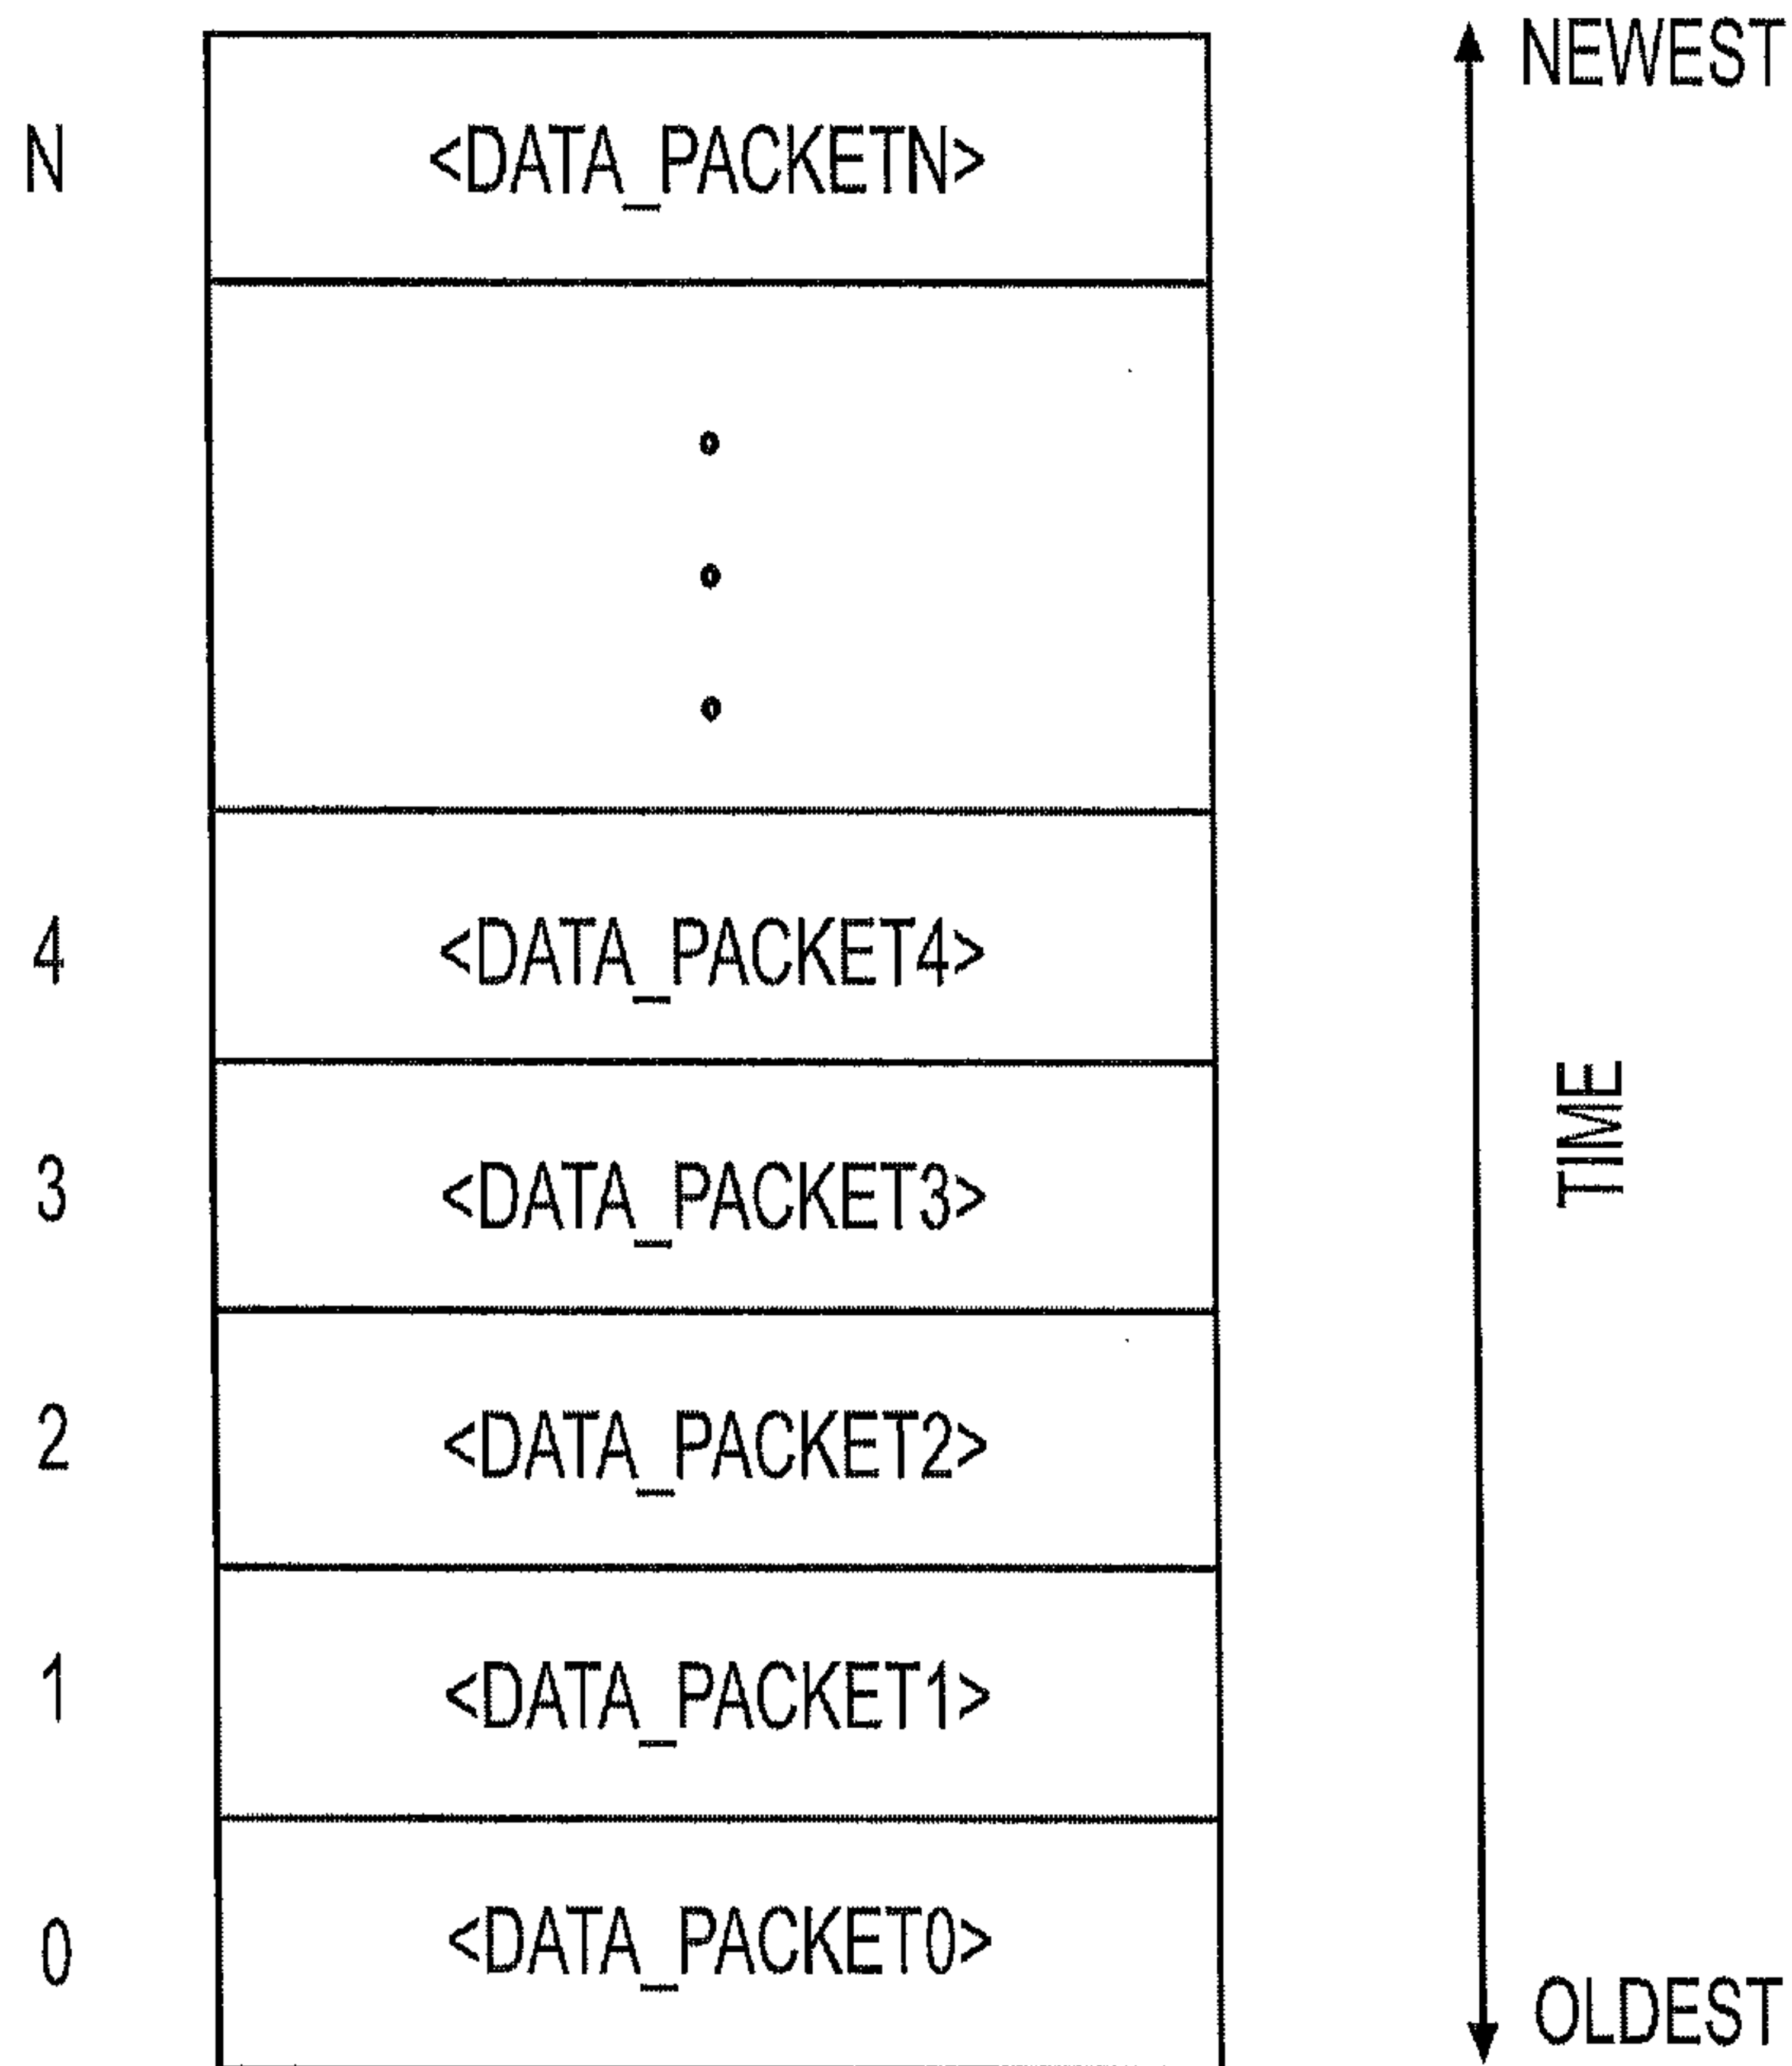 NEWEST
N <DATA_PACKETN>
4 <DATA_PACKET4>
TIME
3 <DATA_PACKET3>
2 <DATA_PACKET2>
1 <DATA_PACKET1>
0 <DATA_PACKET0>
OLDEST